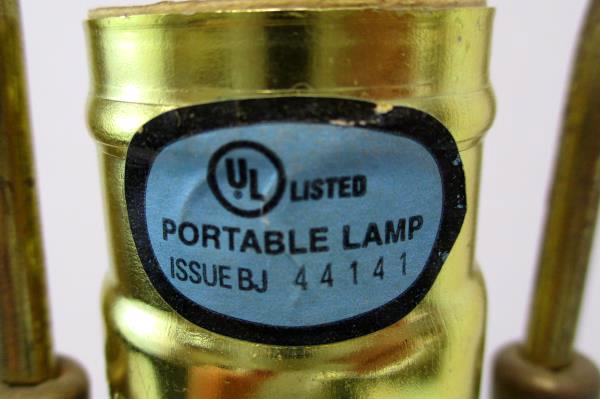 UL® LISTED
PORTABLE LAMP
ISSUE BJ 44141